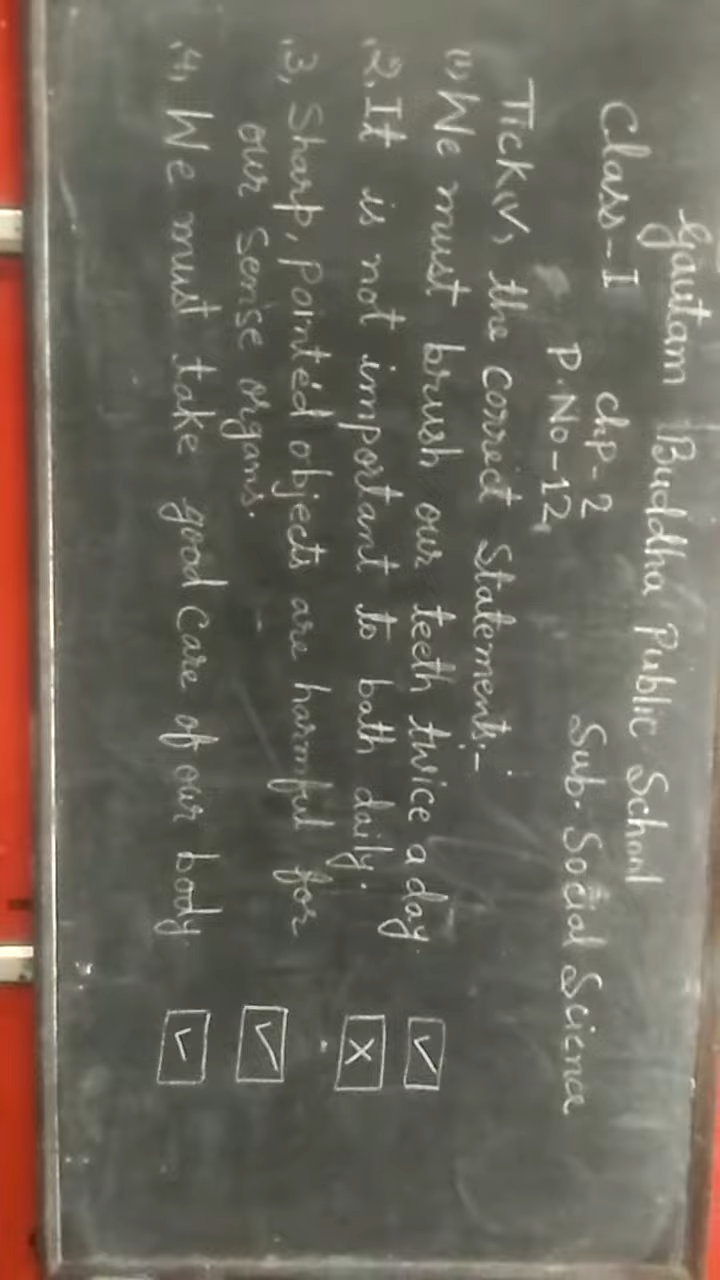 Gautam Buddha Public School
Class-I chp-2 Sub. Social Science
P.No-12
Tick(✓) the correct Statements:-
(1) We must brush our teeth twice a day. ✓
2. It is not important to bath daily. x
3. Sharp, pointed objects are harmful for
our sense organs. ✓
4. We must take good care of our body ✓